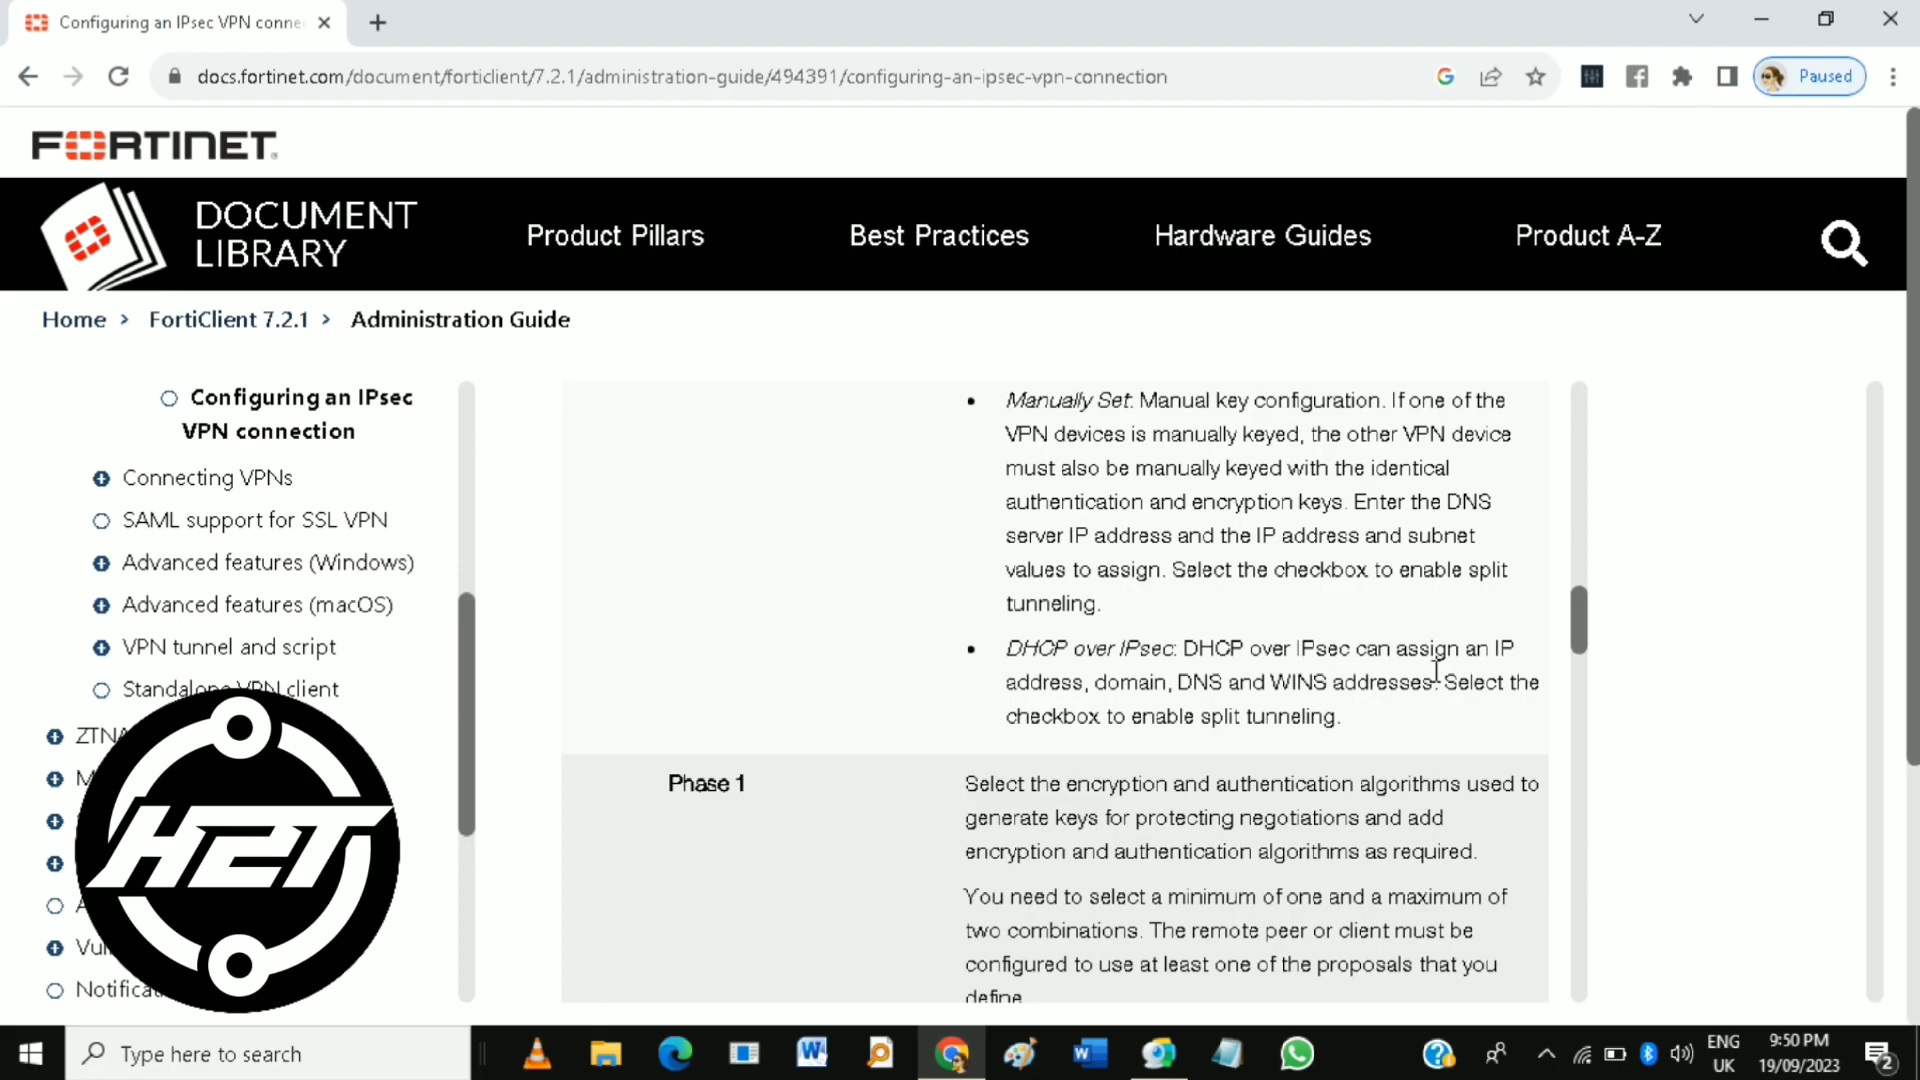 Configuring an IPsec VPN conne
docs.fortinet.com/document/forticlient/7.2.1/administration-guide/494391/configuring-an-ipsec-vpn-connection
Paused
FORTINET
DOCUMENT
LIBRARY
Product Pillars
Best Practices
Hardware Guides
Product A-Z
Home > FortiClient 7.2.1 > Administration Guide
Configuring an IPsec
VPN connection
Connecting VPNs
SAML support for SSL VPN
Advanced features (Windows)
Advanced features (macOS)
VPN tunnel and script
Standalone VPN client
ZTNA
M
A
Vul
Notificat
HZT
• Manually Set: Manual key configuration. If one of the
VPN devices is manually keyed, the other VPN device
must also be manually keyed with the identical
authentication and encryption keys. Enter the DNS
server IP address and the IP address and subnet
values to assign. Select the checkbox to enable split
tunneling.
• DHCP over IPsec: DHCP over IPsec can assign an IP
address, domain, DNS and WINS addresses. Select the
checkbox to enable split tunneling.
Phase 1
Select the encryption and authentication algorithms used to
generate keys for protecting negotiations and add
encryption and authentication algorithms as required.
You need to select a minimum of one and a maximum of
two combinations. The remote peer or client must be
configured to use at least one of the proposals that you
define
Type here to search
ENG
UK
9:50 PM
19/09/2023
2